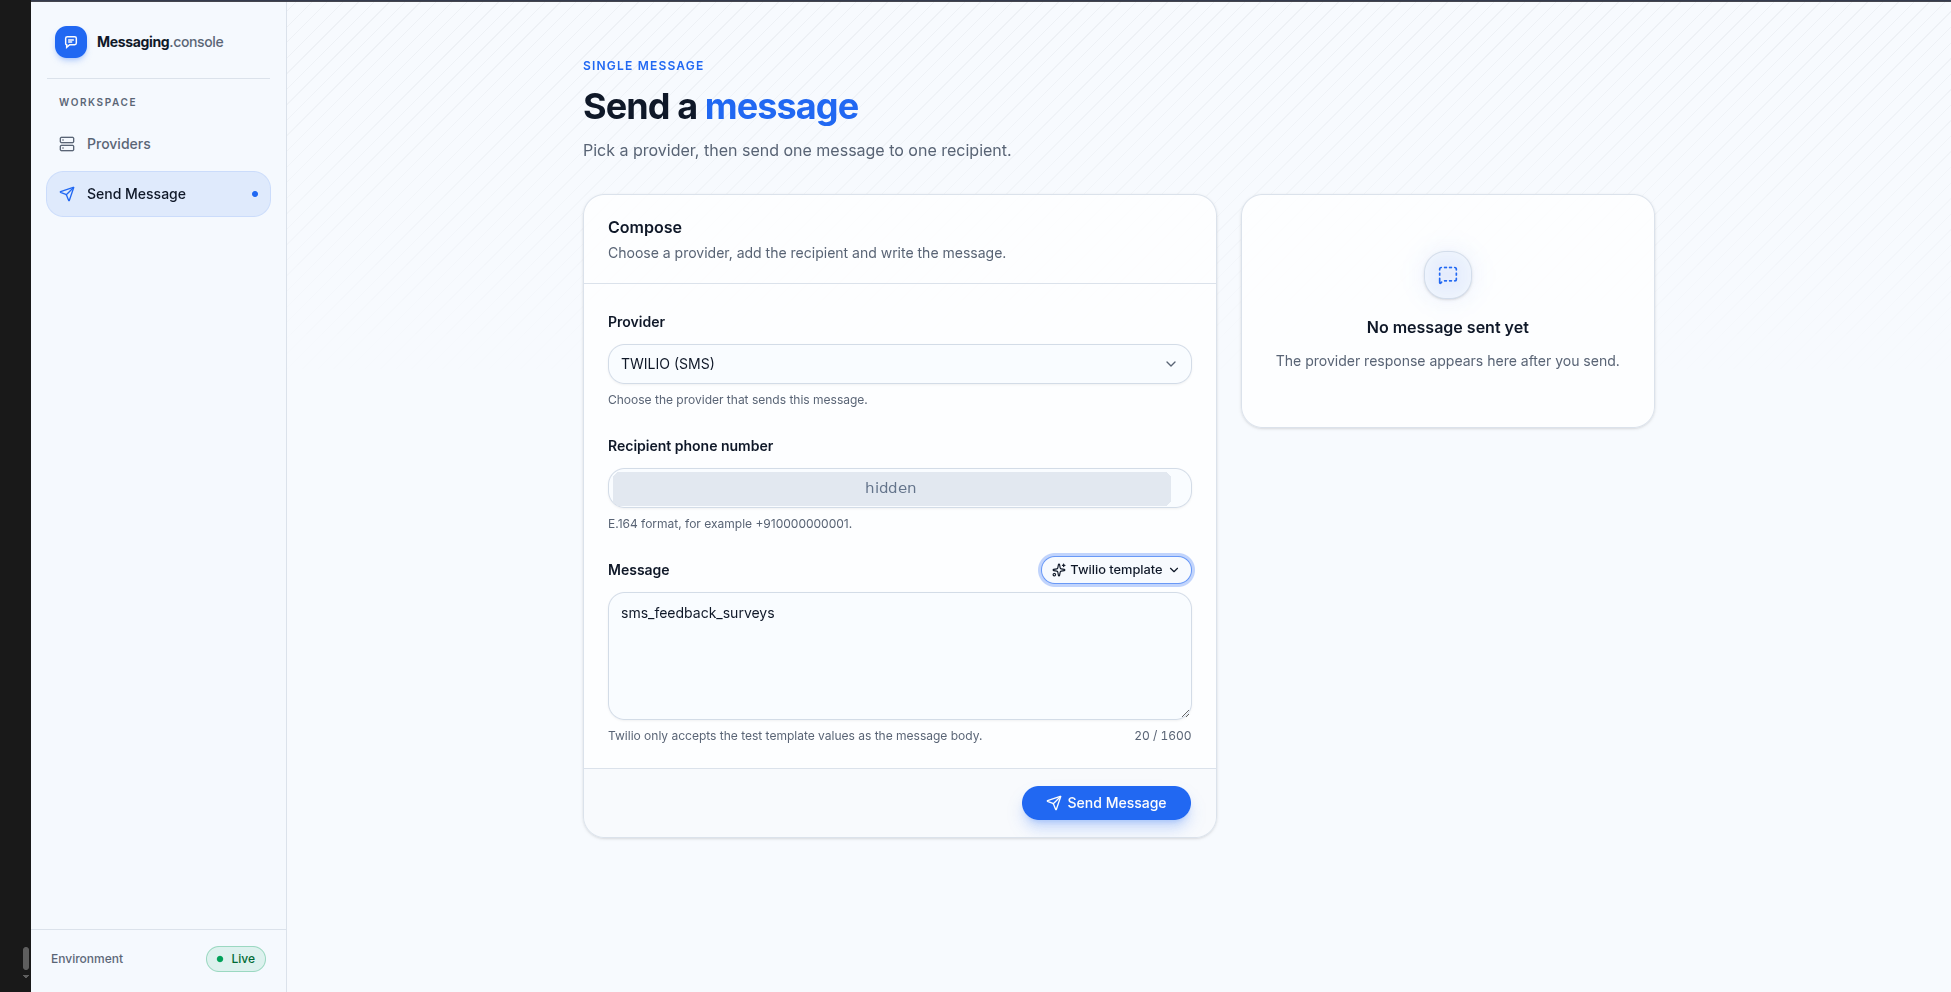 Messaging.console
WORKSPACE
Providers
Send Message
SINGLE MESSAGE
Send a message
Pick a provider, then send one message to one recipient.
Compose
Choose a provider, add the recipient and write the message.
Provider
TWILIO (SMS)
Choose the provider that sends this message.
Recipient phone number
hidden
E.164 format, for example +910000000001.
Message
Twilio template
sms_feedback_surveys
Twilio only accepts the test template values as the message body.
20 / 1600
Send Message
No message sent yet
The provider response appears here after you send.
Environment
Live